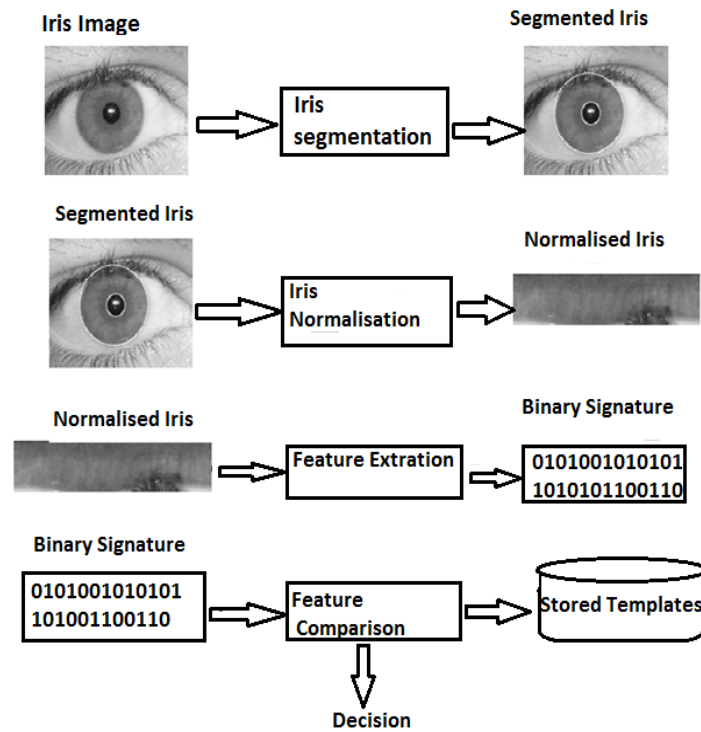 Iris Image
Segmented Iris
Iris
segmentation
Segmented Iris
Normalised Iris
Iris
Normalisation
Normalised Iris
Binary Signature
Feature Extration
0101001010101
1010101100110
Binary Signature
0101001010101
101001100110
Feature
Comparison
Stored Templates
Decision